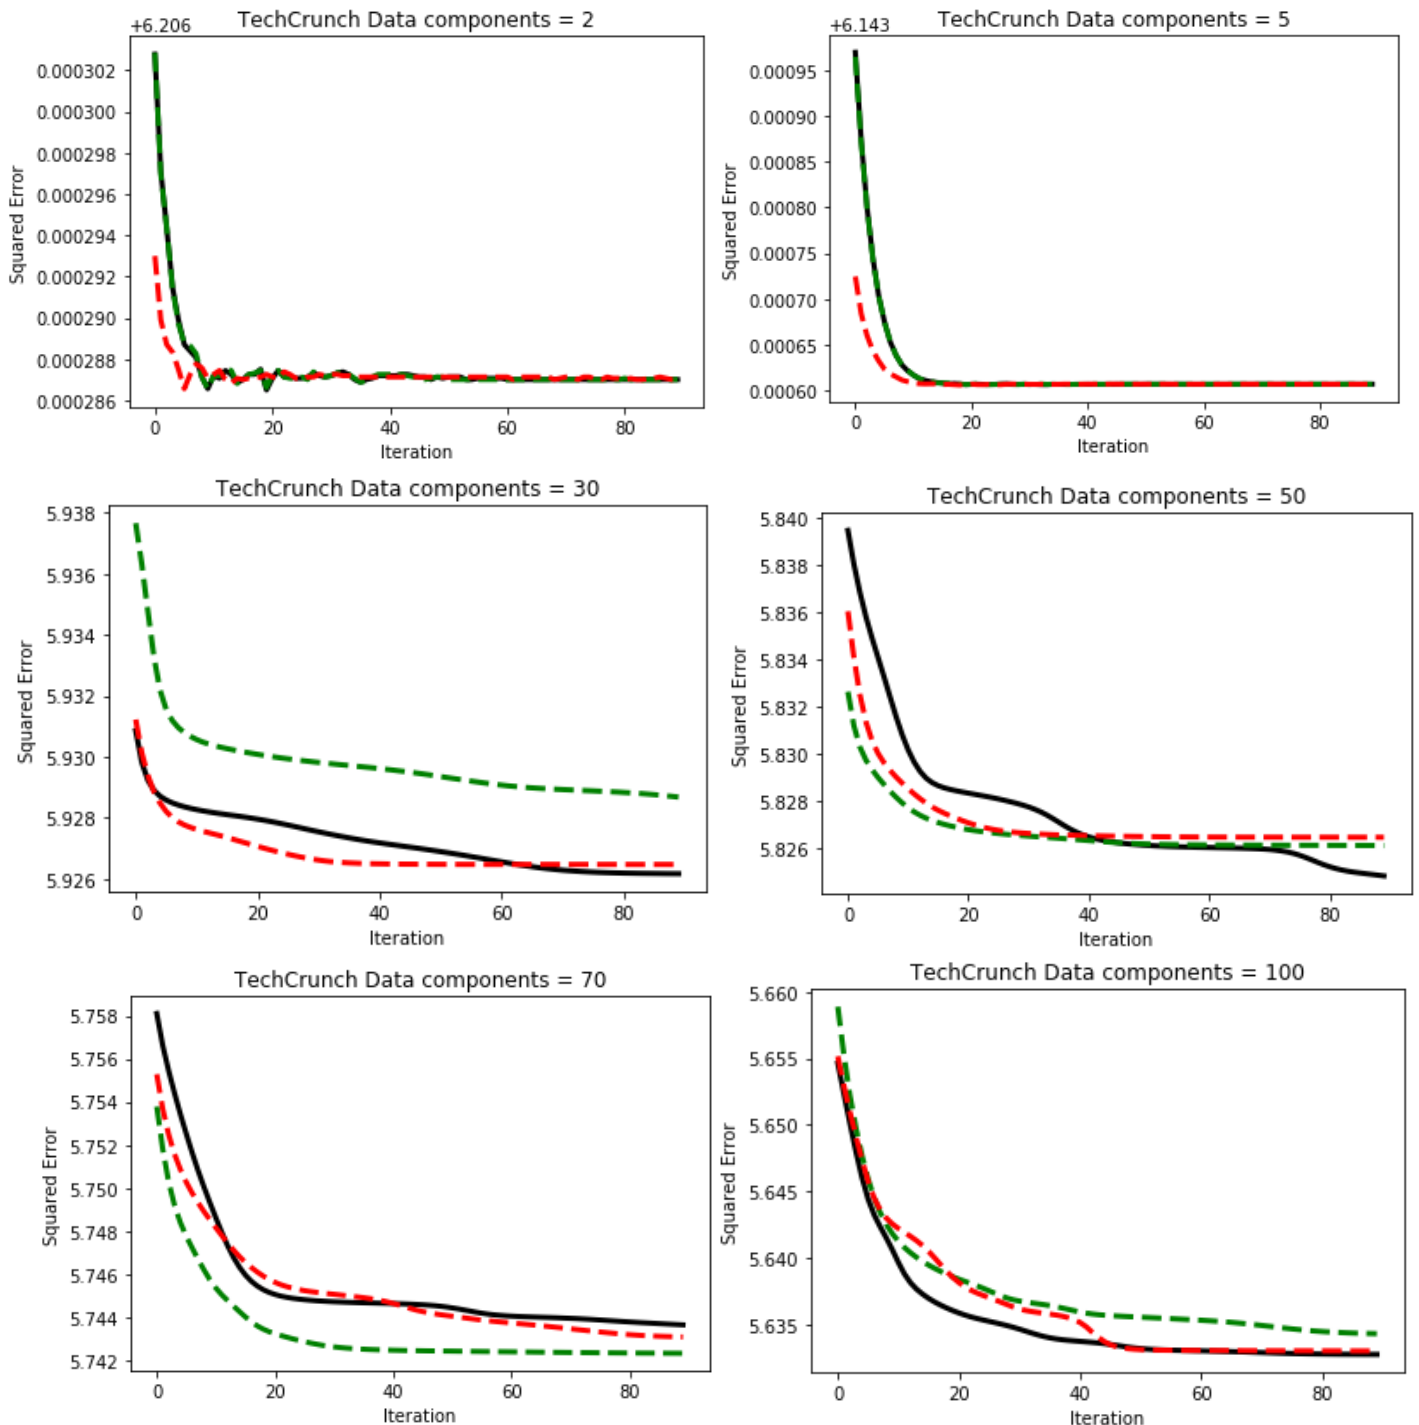 TechCrunch Data components = 2
+6.206
0.000302
0.000300
0.000298
0.000296
0.000294
0.000292
0.000290
0.000288
0.000286
Squared Error
0 20 40 60 80
Iteration
TechCrunch Data components = 5
+6.143
0.00095
0.00090
0.00085
0.00080
0.00075
0.00070
0.00065
0.00060
Squared Error
0 20 40 60 80
Iteration
TechCrunch Data components = 30
5.938
5.936
5.934
5.932
5.930
5.928
5.926
Squared Error
0 20 40 60 80
Iteration
TechCrunch Data components = 50
5.840
5.838
5.836
5.834
5.832
5.830
5.828
5.826
Squared Error
0 20 40 60 80
Iteration
TechCrunch Data components = 70
5.758
5.756
5.754
5.752
5.750
5.748
5.746
5.744
5.742
Squared Error
0 20 40 60 80
Iteration
TechCrunch Data components = 100
5.660
5.655
5.650
5.645
5.640
5.635
Squared Error
0 20 40 60 80
Iteration